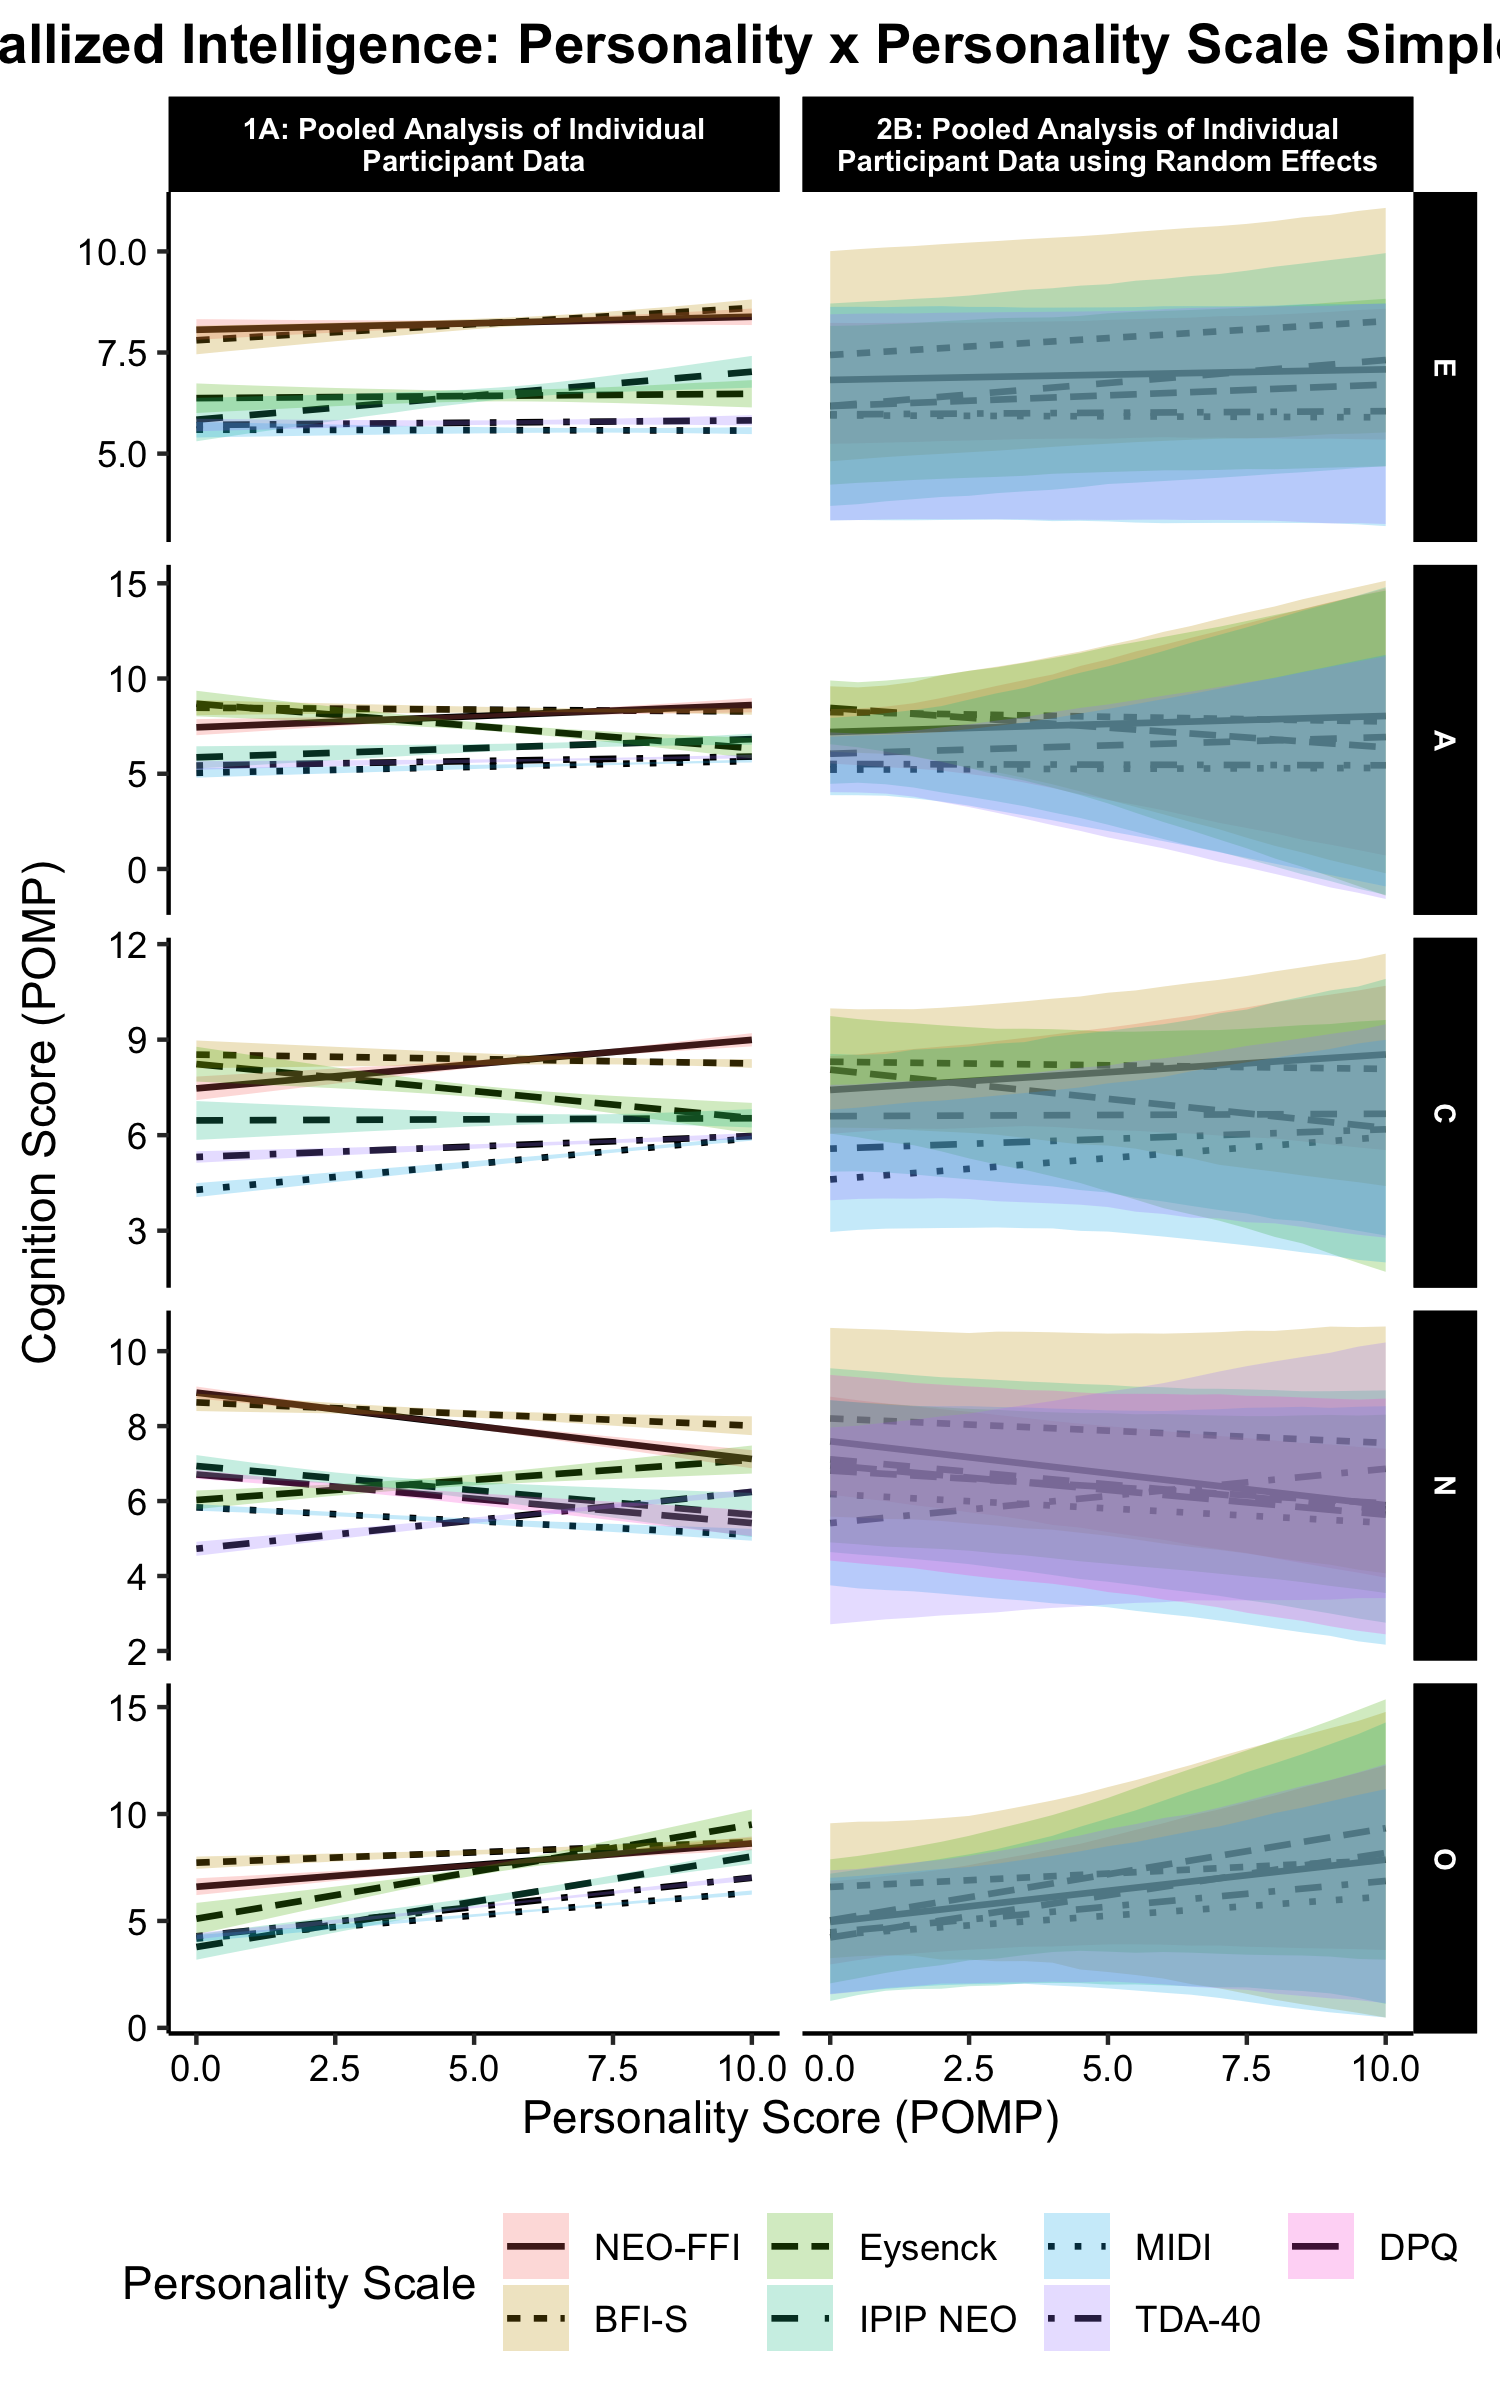 allized Intelligence: Personality x Personality Scale Simple
1A: Pooled Analysis of Individual
Participant Data
2B: Pooled Analysis of Individual
Participant Data using Random Effects
10.0
7.5
5.0
E
15
10
5
0
A
12
9
6
3
C
10
8
6
4
2
N
15
10
5
0
O
Cognition Score (POMP)
0.0 2.5 5.0 7.5 10.0 0.0 2.5 5.0 7.5 10.0
Personality Score (POMP)
Personality Scale
NEO-FFI Eysenck MIDI DPQ
BFI-S IPIP NEO TDA-40